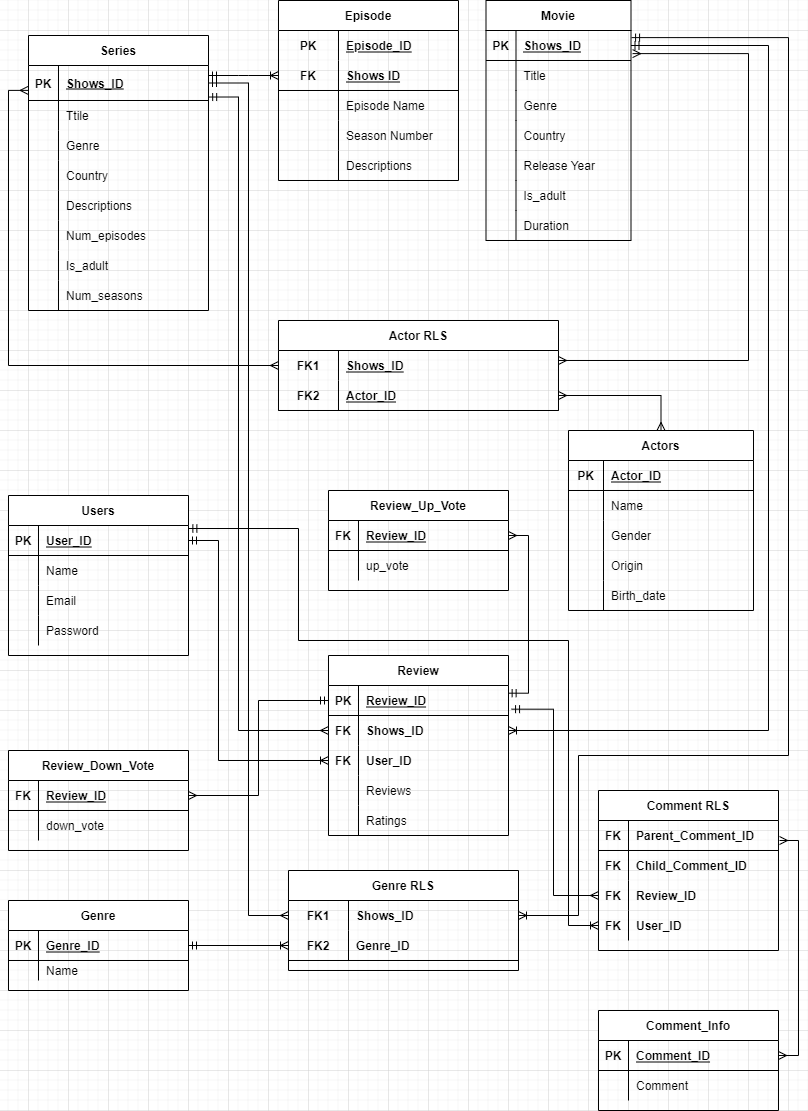 Series
PK Shows_ID
Ttile
Genre
Country
Descriptions
Num_episodes
Is_adult
Num_seasons
Episode
PK Episode_ID
FK Shows ID
Episode Name
Season Number
Descriptions
Movie
PK Shows_ID
Title
Genre
Country
Release Year
Is_adult
Duration
Actor RLS
FK1 Shows_ID
FK2 Actor_ID
Actors
PK Actor_ID
Name
Gender
Origin
Birth_date
Users
PK User_ID
Name
Email
Password
Review_Up_Vote
FK Review_ID
up_vote
Review
PK Review_ID
FK Shows_ID
FK User_ID
Reviews
Ratings
Review_Down_Vote
FK Review_ID
down_vote
Comment RLS
FK Parent_Comment_ID
FK Child_Comment_ID
FK Review_ID
FK User_ID
Genre RLS
FK1 Shows_ID
FK2 Genre_ID
Genre
PK Genre_ID
Name
Comment_Info
PK Comment_ID
Comment